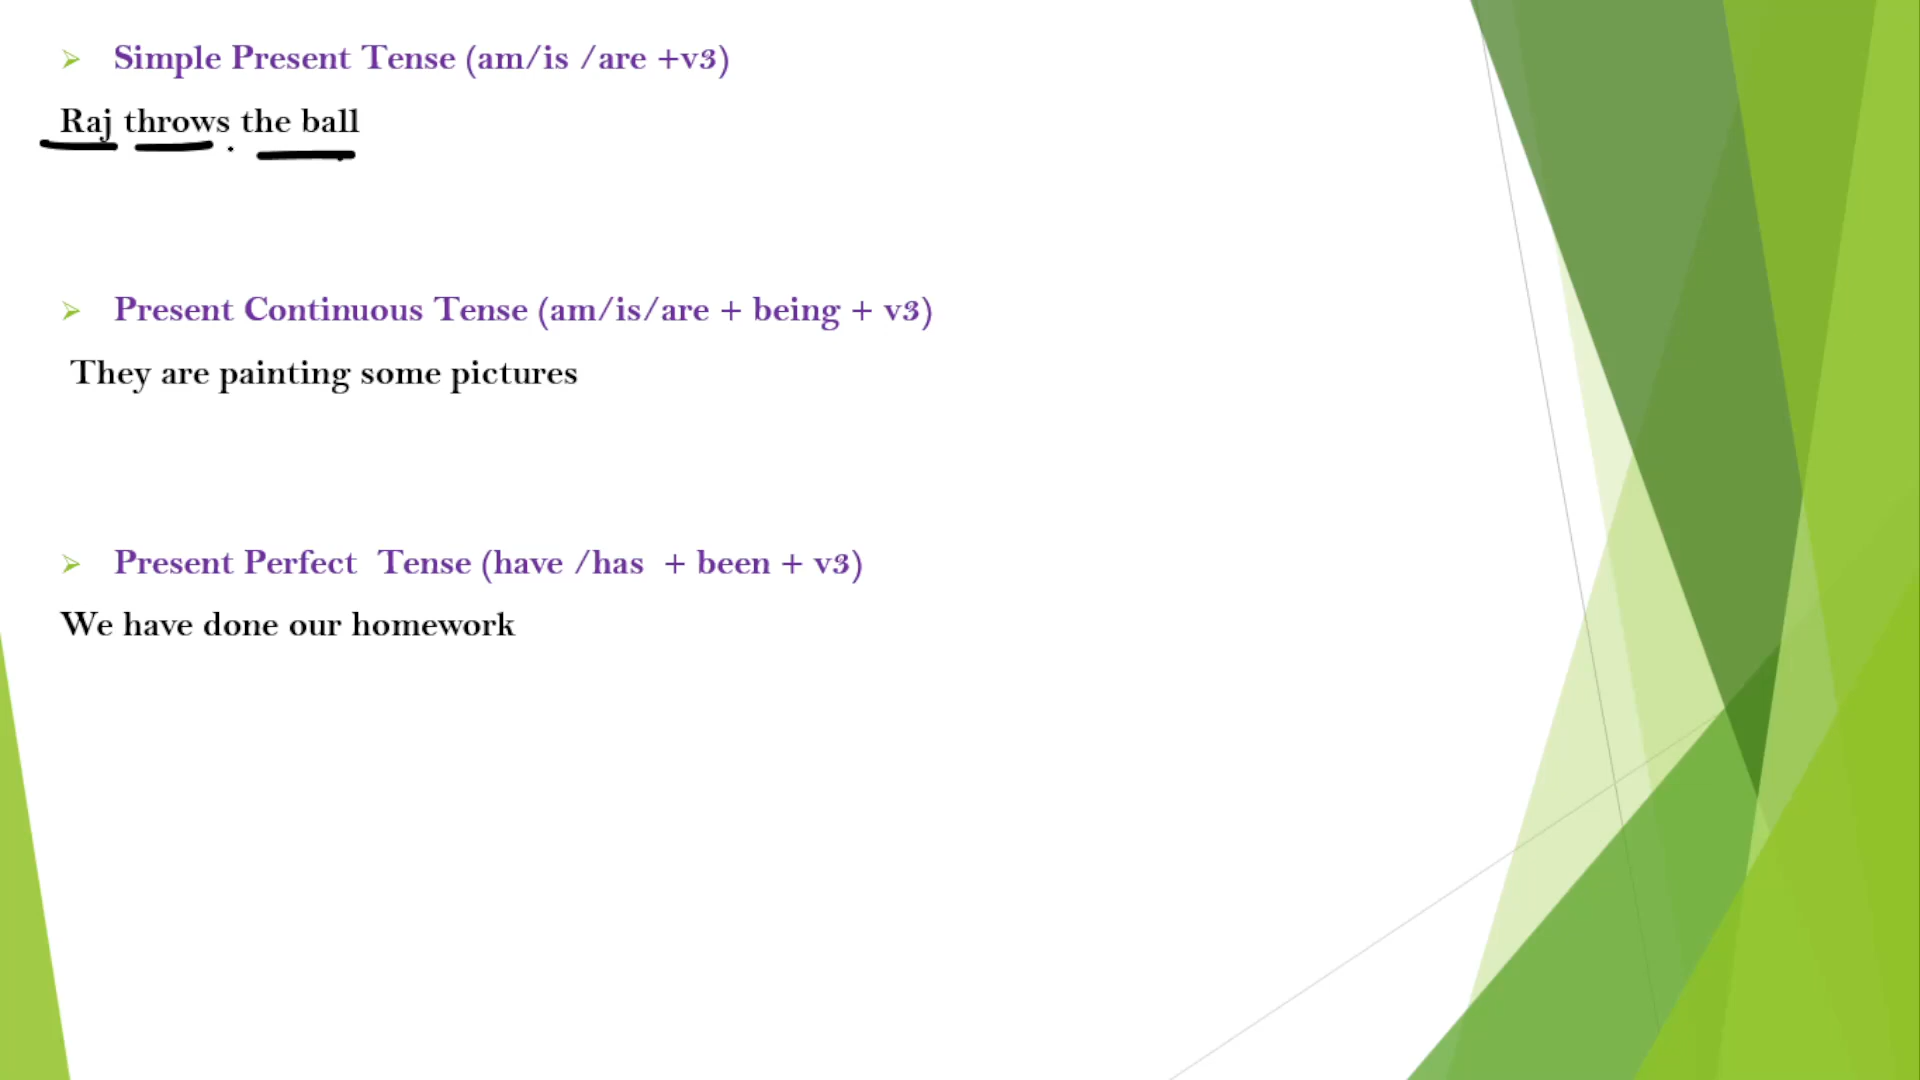 Simple Present Tense (am/is /are +v3)
Raj throws the ball
Present Continuous Tense (am/is/are + being + v3)
They are painting some pictures
Present Perfect  Tense (have /has  + been + v3)
We have done our homework